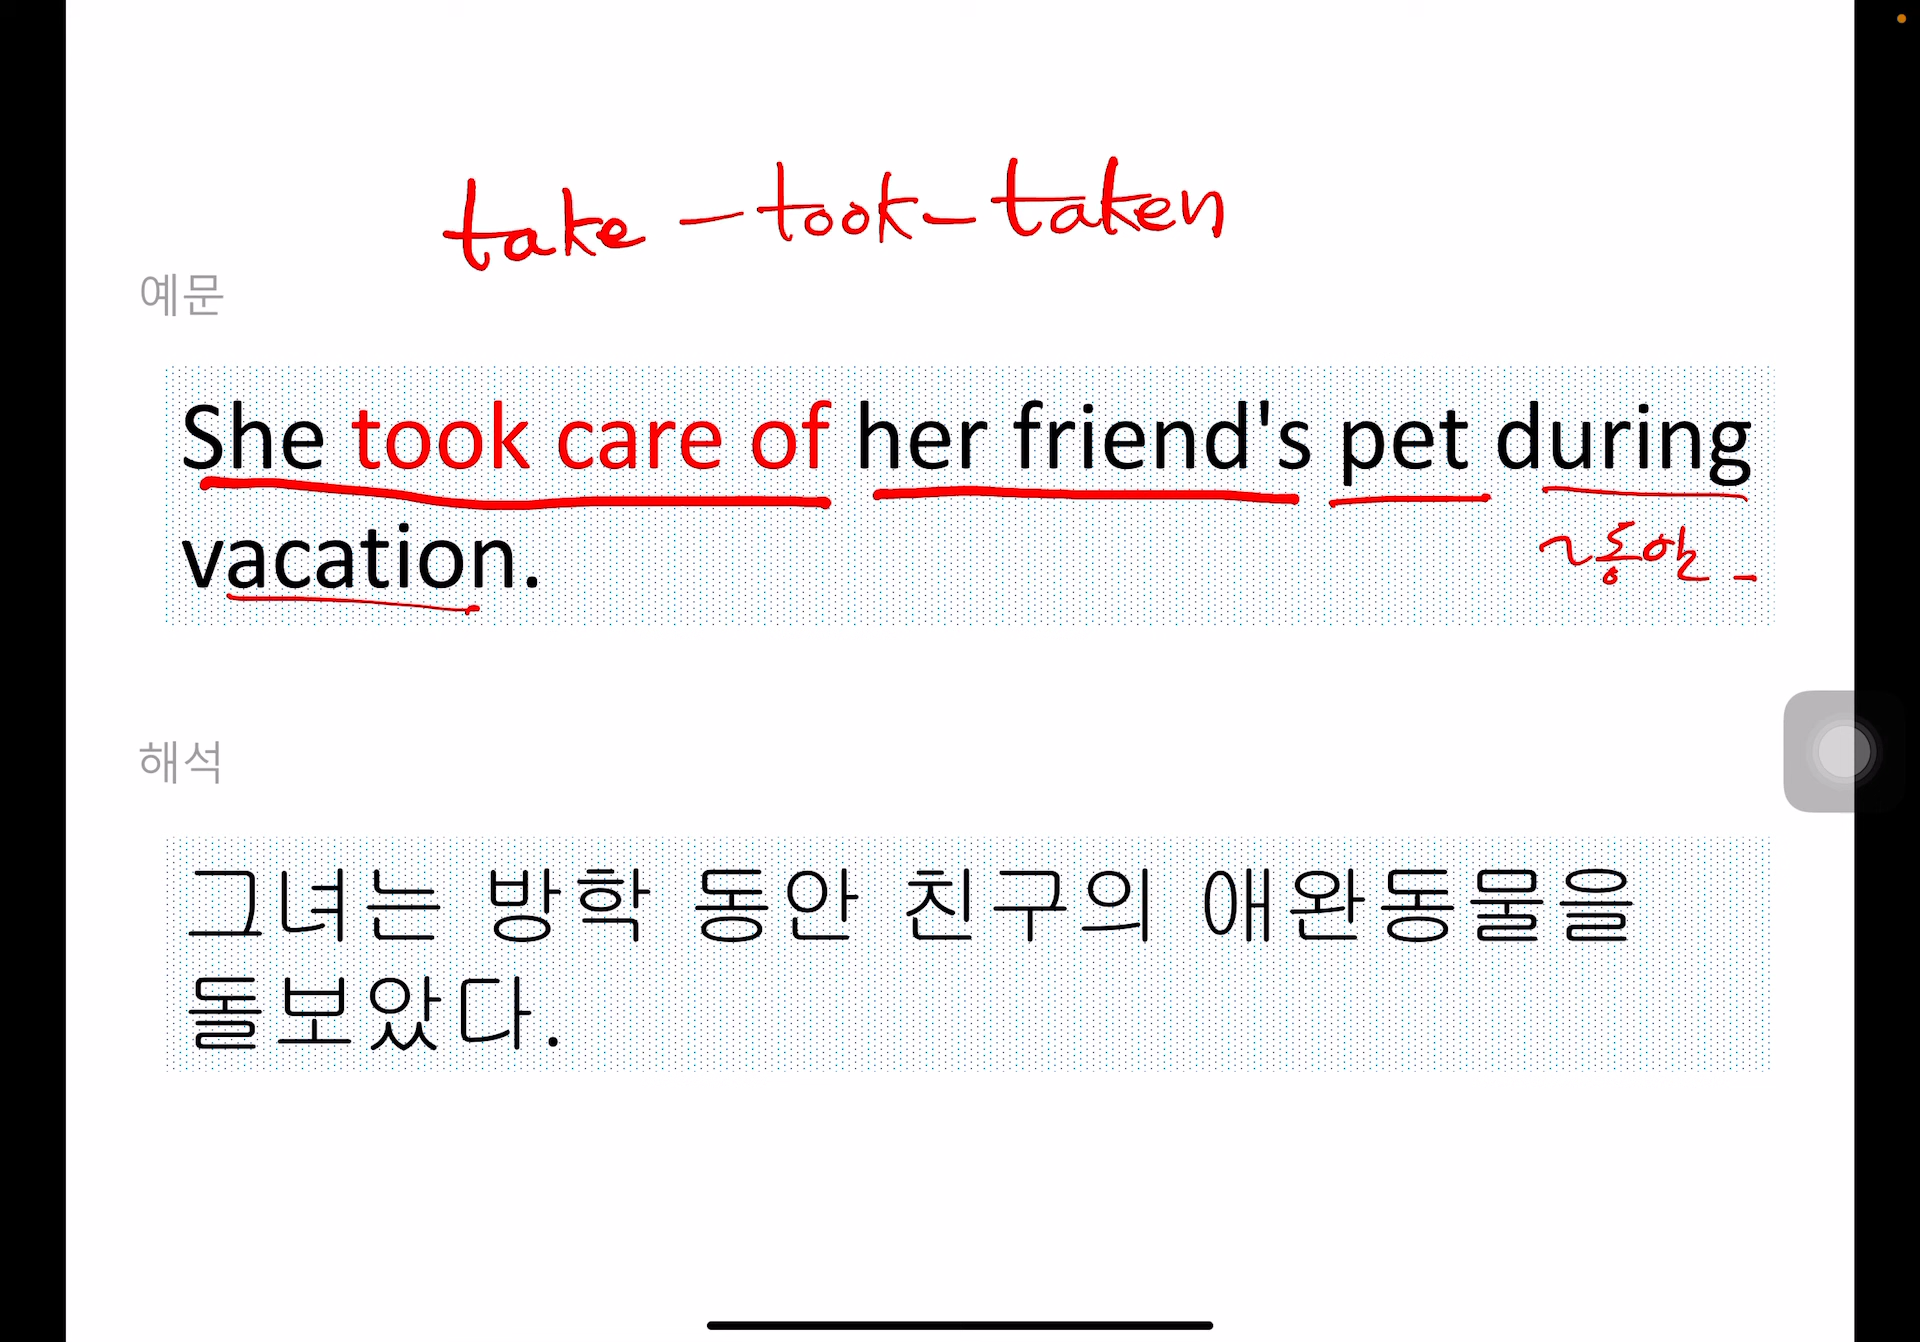 take - took - taken
예문
She took care of her friend's pet during
vacation.
~동안
해석
그녀는 방학 동안 친구의 애완동물을
돌보았다.